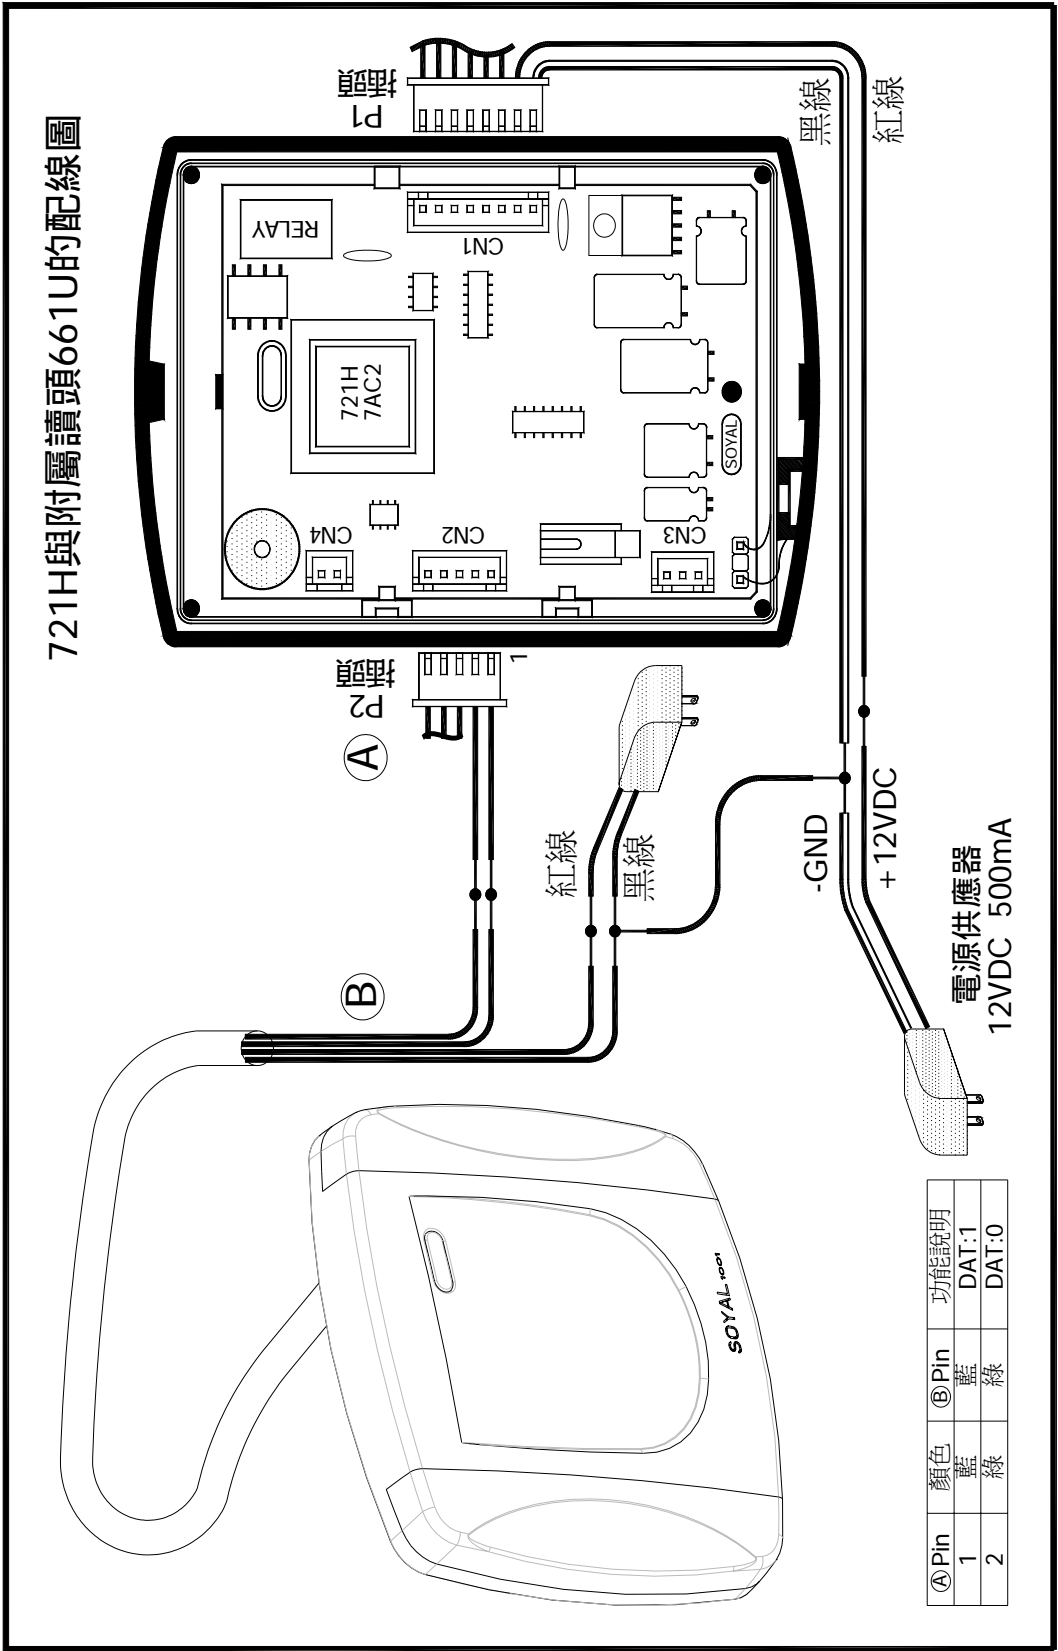 721H與附屬讀頭661U的配線圖
P1
插頭
黑線
紅線
RELAY
CN1
721H
7AC2
SOYAL
CN4
CN2
CN3
P2
插頭
1
A
B
紅線
黑線
-GND
+12VDC
電源供應器
12VDC 500mA
SOYAL 1001
Ⓐ Pin 顏色 Ⓑ Pin 功能說明
1 藍 藍 DAT:1
2 綠 綠 DAT:0